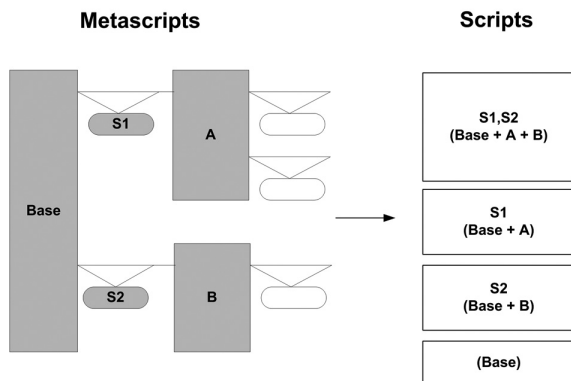 Metascripts
Scripts
S1
A
Base
S2
B
S1,S2
(Base + A + B)
S1
(Base + A)
S2
(Base + B)
(Base)